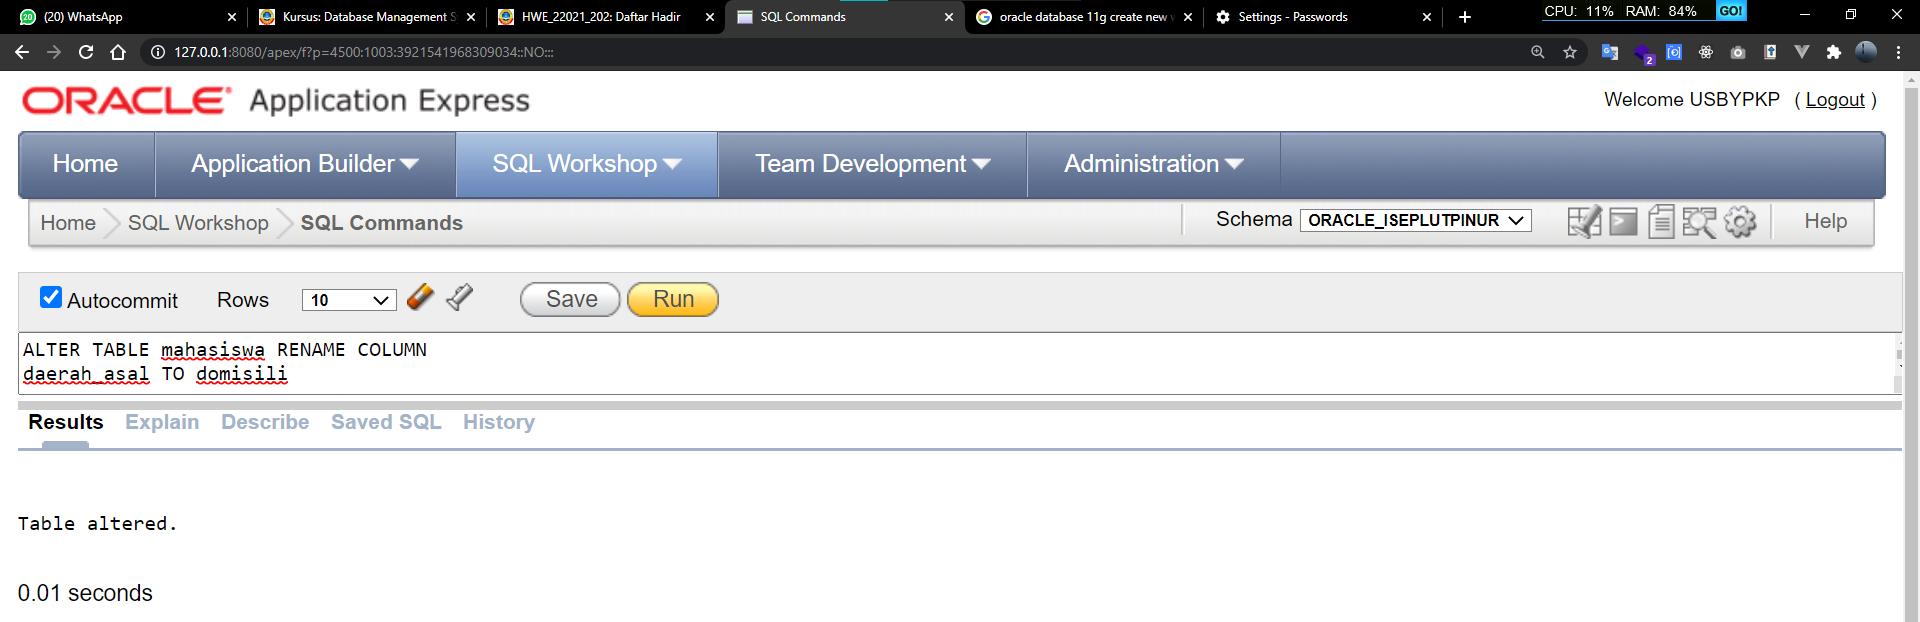 (20) WhatsApp
Kursus: Database Management S
HWE_22021_202: Daftar Hadir
SQL Commands
oracle database 11g create new
Settings - Passwords
CPU: 11% RAM: 84% GO!
127.0.0.1:8080/apex/f?p=4500:1003:3921541968309034::NO:::
2
ORACLE® Application Express
Welcome USBYPKP ( Logout )
Home Application Builder SQL Workshop Team Development Administration
Home SQL Workshop SQL Commands
Schema ORACLE_ISEPLUTPINUR Help
Autocommit Rows 10 Save Run
ALTER TABLE mahasiswa RENAME COLUMN
daerah_asal TO domisili
Results Explain Describe Saved SQL History
Table altered.
0.01 seconds